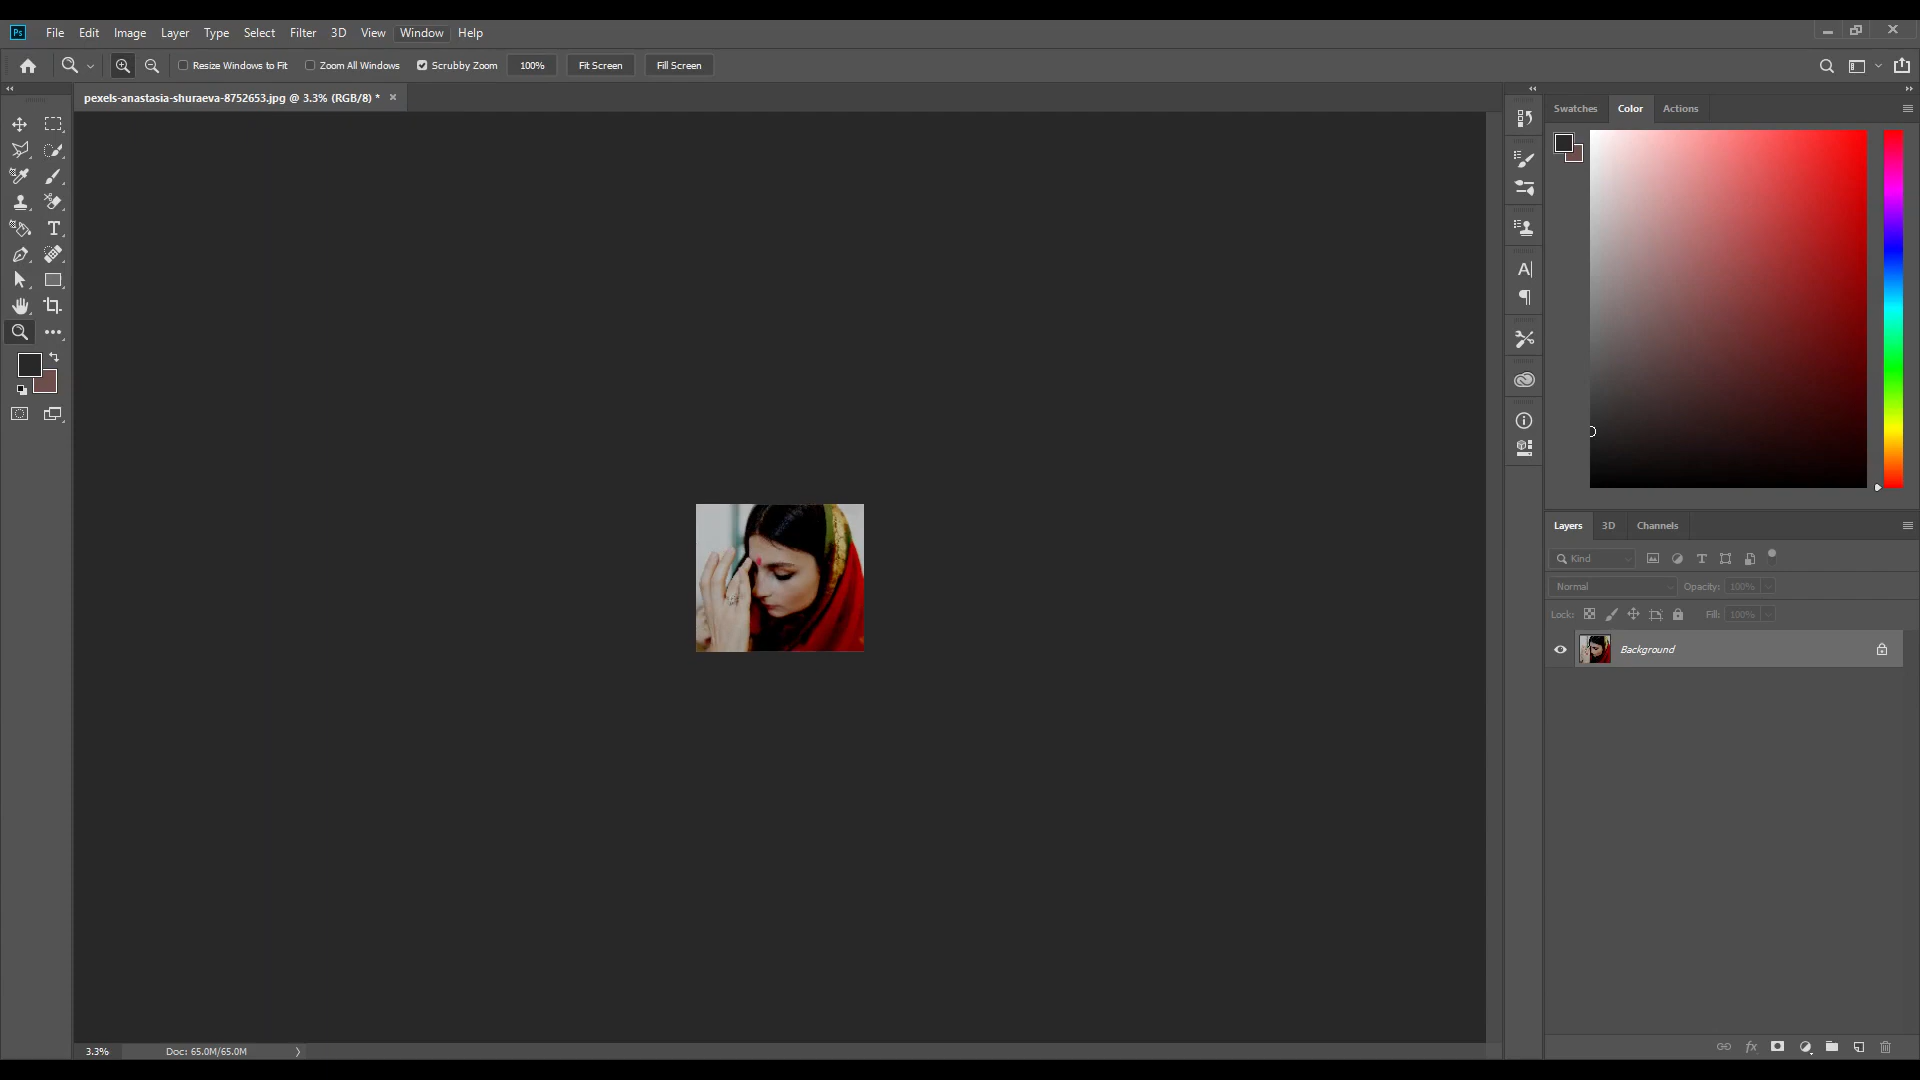 Ps File Edit Image Layer Type Select Filter 3D View Window Help
Resize Windows to Fit Zoom All Windows Scrubby Zoom 100% Fit Screen Fill Screen
pexels-anastasia-shuraeva-8752653.jpg @ 3.3% (RGB/8) *
Swatches Color Actions
Layers 3D Channels
Kind
Normal Opacity: 100%
Lock: Fill: 100%
Background
3.3% Doc: 65.0M/65.0M